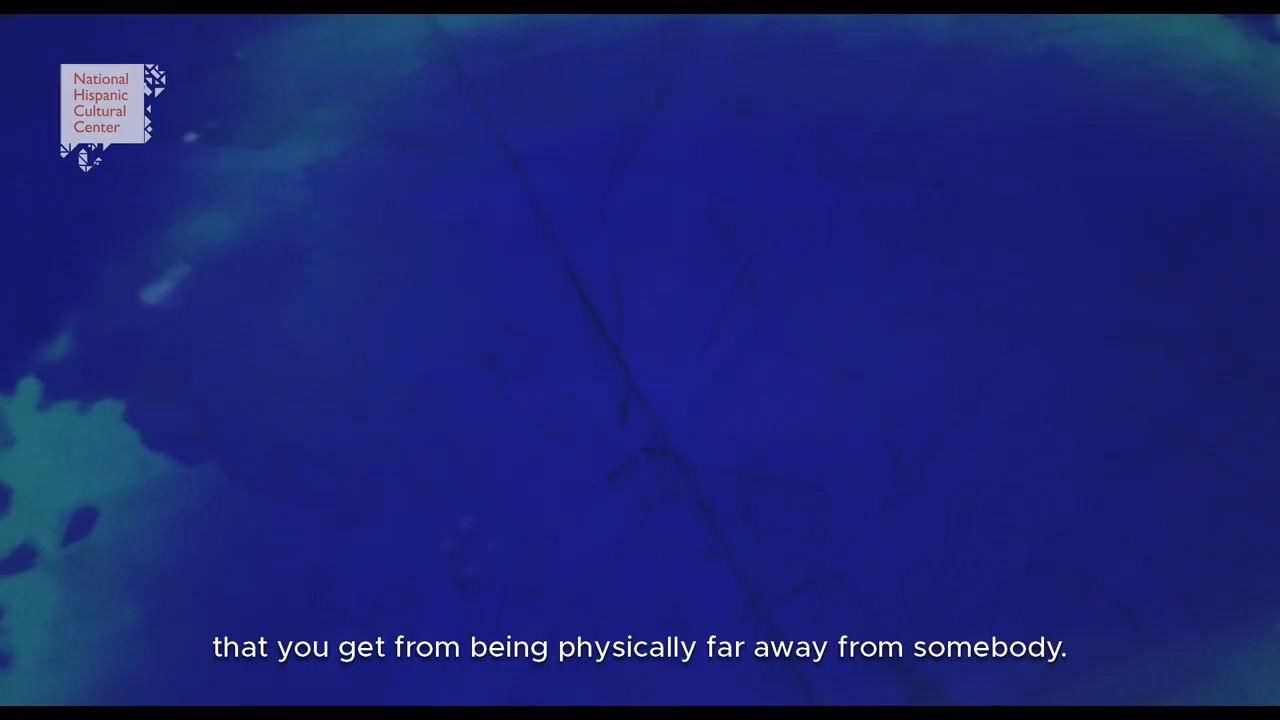 National
Hispanic
Cultural
Center
that you get from being physically far away from somebody.